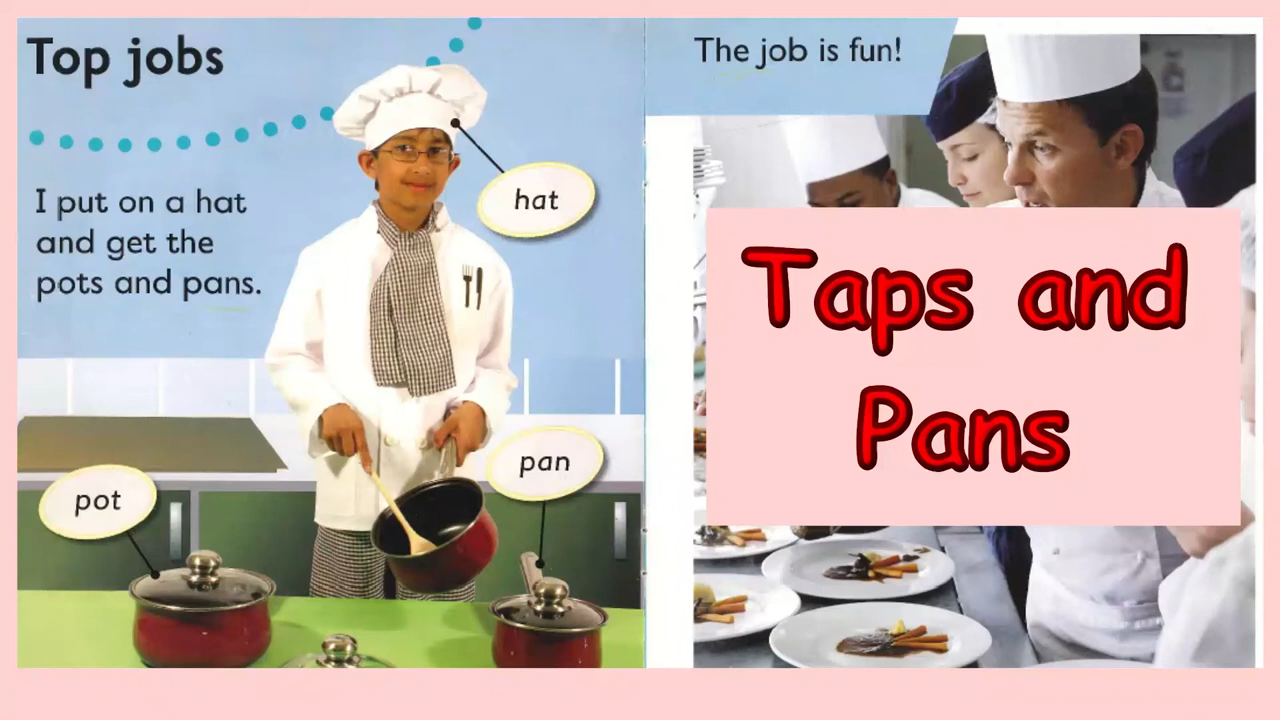 Top jobs
I put on a hat
and get the
pots and pans.
hat
pot
pan
The job is fun!
Taps and
Pans